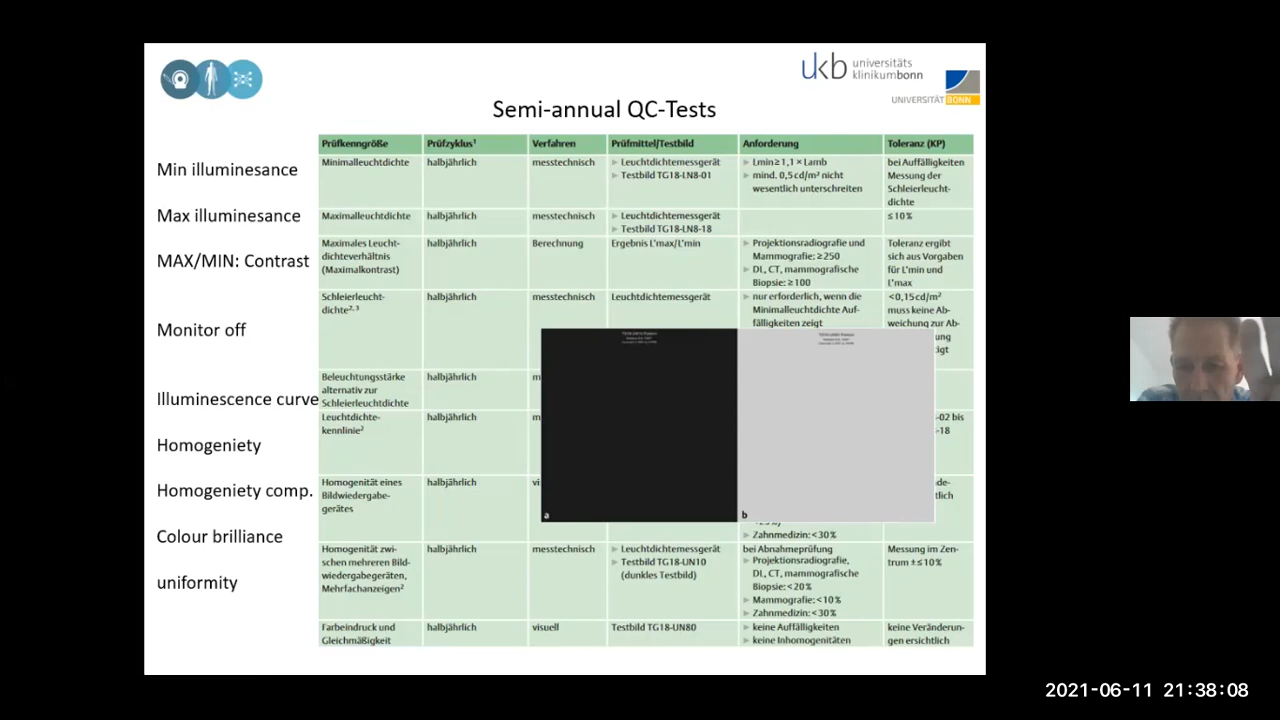 ukb universitäts
klinikumbonn
UNIVERSITÄT BONN
Semi-annual QC-Tests
Min illuminesance
Max illuminesance
MAX/MIN: Contrast
Monitor off
Illuminescence curve
Homogeniety
Homogeniety comp.
Colour brilliance
uniformity
Prüfkenngröße Prüfzyklus¹ Verfahren Prüfmittel/Testbild Anforderung Toleranz (KP)
Minimalleuchtdichte halbjährlich messtechnisch ► Leuchtdichtemessgerät ► Lmin ≥ 1,1 × Lamb bei Auffälligkeiten
► Testbild TG18-LN8-01 ► mind. 0,5 cd/m² nicht Messung der
wesentlich unterschreiten Schleierleucht-
dichte
Maximalleuchtdichte halbjährlich messtechnisch ► Leuchtdichtemessgerät ≤ 10 %
► Testbild TG18-LN8-18
Maximales Leucht- halbjährlich Berechnung Ergebnis L'max/L'min ► Projektionsradiografie und Toleranz ergibt
dichteverhältnis Mammografie: ≥ 250 sich aus Vorgaben
(Maximalkontrast) ► DL, CT, mammografische für L'min und
Biopsie: ≥ 100 L'max
Schleierleucht- halbjährlich messtechnisch Leuchtdichtemessgerät ► nur erforderlich, wenn die < 0,15 cd/m²
dichte², ³ Minimalleuchtdichte Auf- muss keine Ab-
fälligkeiten zeigt weichung zur Ab-
ung
igt
Beleuchtungsstärke halbjährlich m
alternativ zur
Schleierleuchtdichte
Leuchtdichte- halbjährlich m -02 bis
kennlinie² -18
Homogenität eines halbjährlich vi nde-
Bildwiedergabe- tlich
gerätes
Zahnmedizin: < 30 %
a b
Homogenität zwi- halbjährlich messtechnisch ► Leuchtdichtemessgerät bei Abnahmeprüfung Messung im Zen-
schen mehreren Bild- ► Testbild TG18-UN10 ► Projektionsradiografie, trum ± ≤ 10 %
wiedergabegeräten, (dunkles Testbild) DL, CT, mammografische
Mehrfachanzeigen² Biopsie: < 20 %
► Mammografie: < 10 %
► Zahnmedizin: < 30 %
Farbeindruck und halbjährlich visuell Testbild TG18-UN80 ► keine Auffälligkeiten keine Veränderun-
Gleichmäßigkeit ► keine Inhomogenitäten gen ersichtlich
2021-06-11 21:38:08